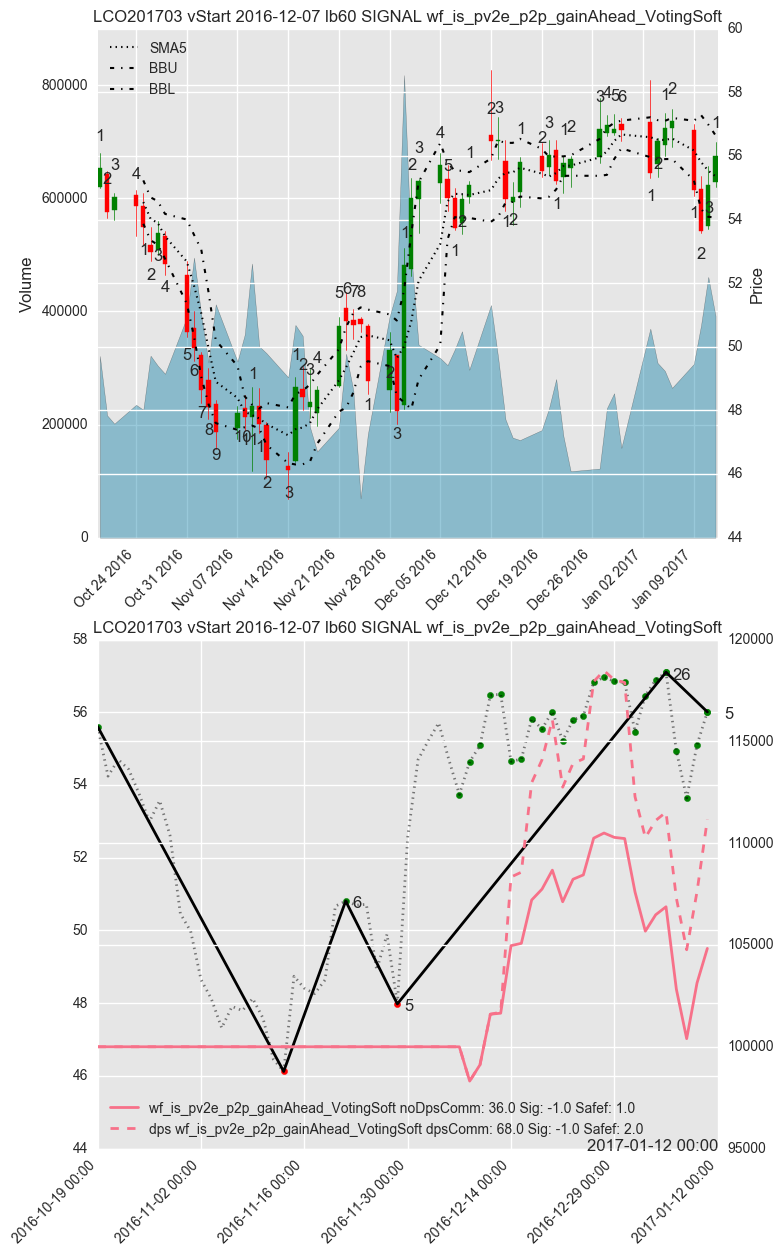 LCO201703 vStart 2016-12-07 lb60 SIGNAL wf_is_pv2e_p2p_gainAhead_VotingSoft
SMA5
BBU
BBL
Volume
800000
600000
400000
200000
0
Price
60
58
56
54
52
50
48
46
44
Oct 24 2016
Oct 31 2016
Nov 07 2016
Nov 14 2016
Nov 21 2016
Nov 28 2016
Dec 05 2016
Dec 12 2016
Dec 19 2016
Dec 26 2016
Jan 02 2017
Jan 09 2017
LCO201703 vStart 2016-12-07 lb60 SIGNAL wf_is_pv2e_p2p_gainAhead_VotingSoft
58
56
54
52
50
48
46
44
120000
115000
110000
105000
100000
95000
26
5
6
5
wf_is_pv2e_p2p_gainAhead_VotingSoft noDpsComm: 36.0 Sig: -1.0 Safef: 1.0
dps wf_is_pv2e_p2p_gainAhead_VotingSoft dpsComm: 68.0 Sig: -1.0 Safef: 2.0
2017-01-12 00:00
2016-10-19 00:00
2016-11-02 00:00
2016-11-16 00:00
2016-11-30 00:00
2016-12-14 00:00
2016-12-29 00:00
2017-01-12 00:00